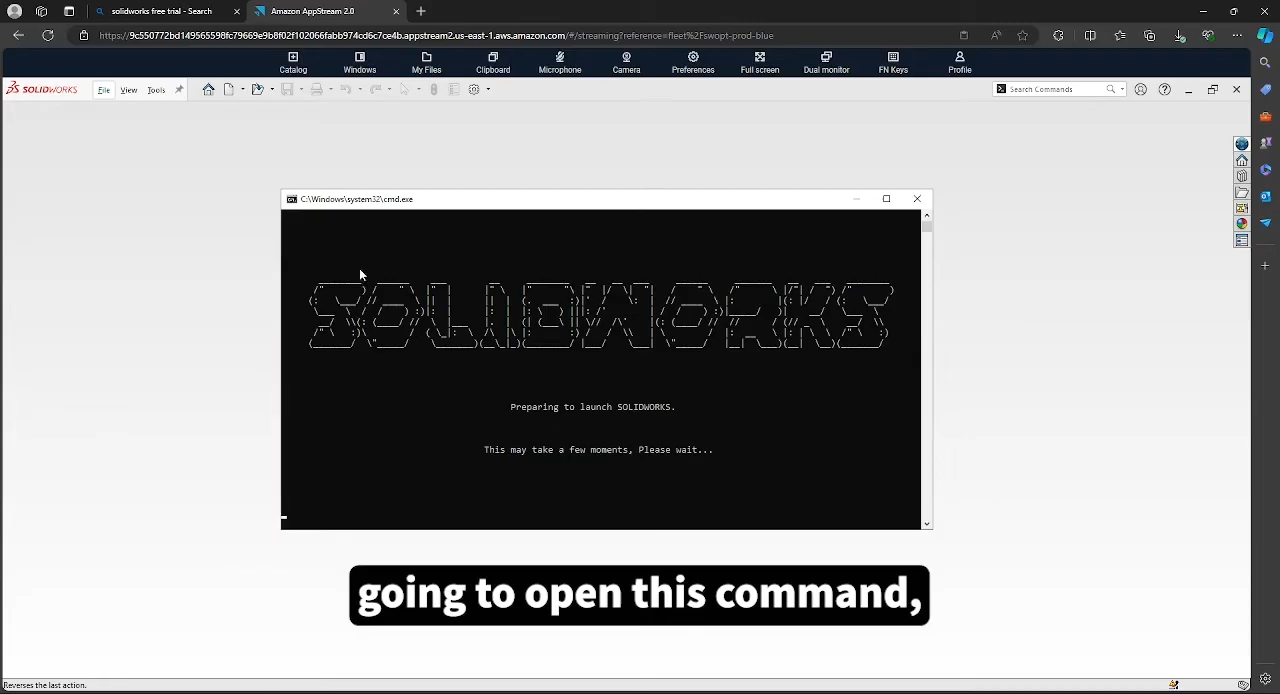 solidworks free trial - Search
Amazon AppStream 2.0
https://9c550772bd149565598fc79669e9b8f02f102066fabb974cd6c7ce4b.appstream2.us-east-1.aws.amazon.com/#/streaming?reference=fleet%2Fswopt-prod-blue
Catalog
Windows
My Files
Clipboard
Microphone
Camera
Preferences
Full screen
Dual monitor
FN Keys
Profile
SOLIDWORKS
File
View
Tools
Search Commands
C:\Windows\system32\cmd.exe
SOLIDWORKS
Preparing to launch SOLIDWORKS.
This may take a few moments, Please wait...
going to open this command,
Reverses the last action.